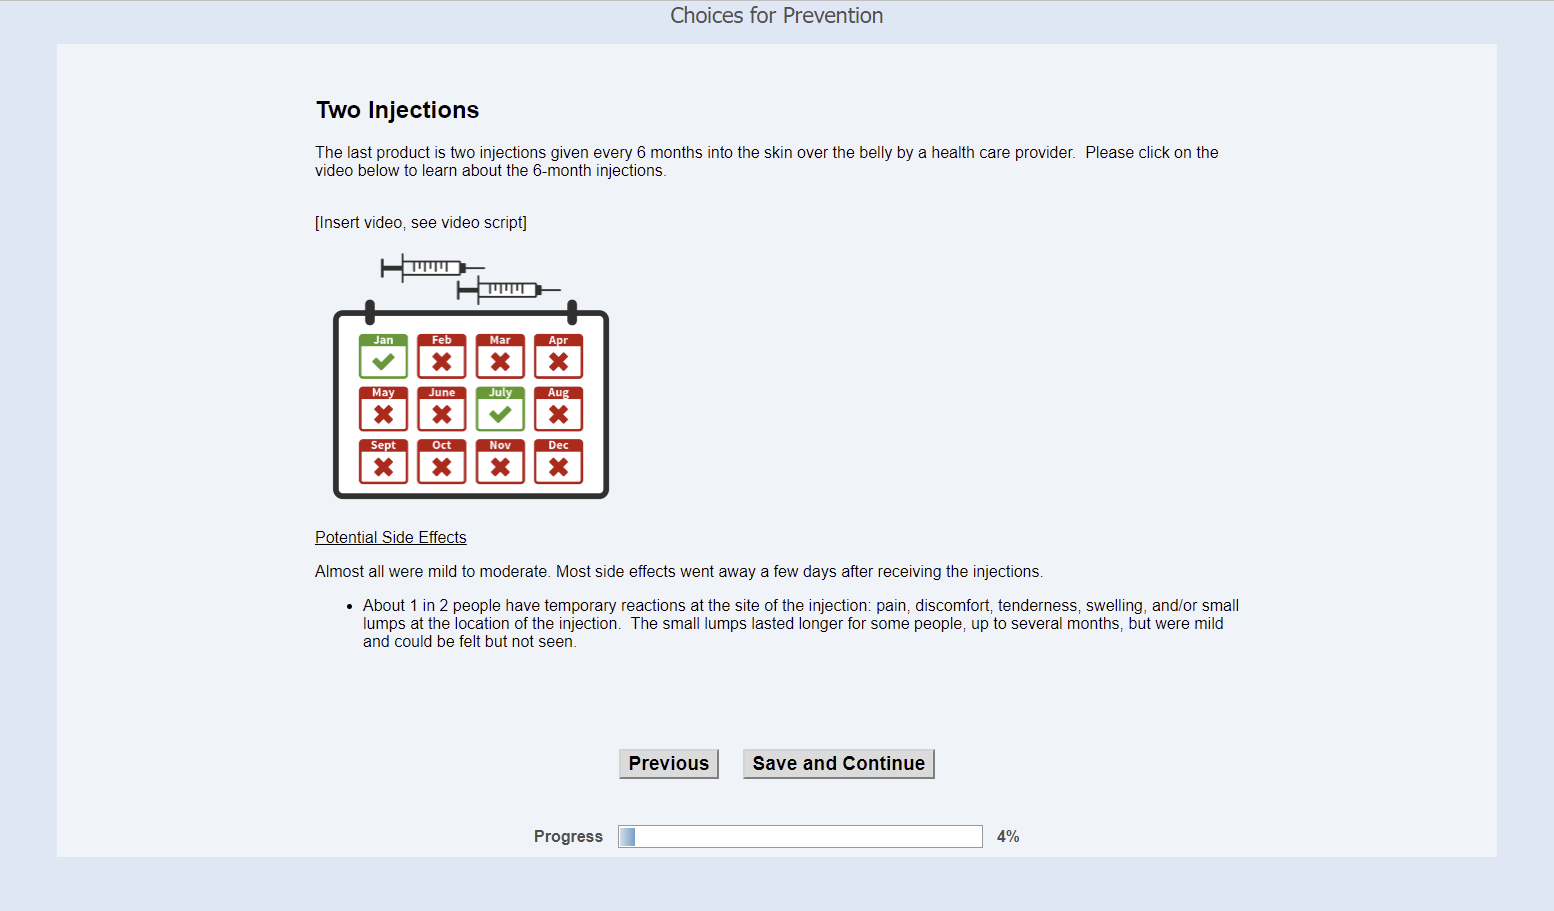 Choices for Prevention
Two Injections
The last product is two injections given every 6 months into the skin over the belly by a health care provider.  Please click on the
video below to learn about the 6-month injections.
[Insert video, see video script]
Jan Feb Mar Apr
May June July Aug
Sept Oct Nov Dec
Potential Side Effects
Almost all were mild to moderate. Most side effects went away a few days after receiving the injections.
• About 1 in 2 people have temporary reactions at the site of the injection: pain, discomfort, tenderness, swelling, and/or small
lumps at the location of the injection.  The small lumps lasted longer for some people, up to several months, but were mild
and could be felt but not seen.
Previous Save and Continue
Progress 4%